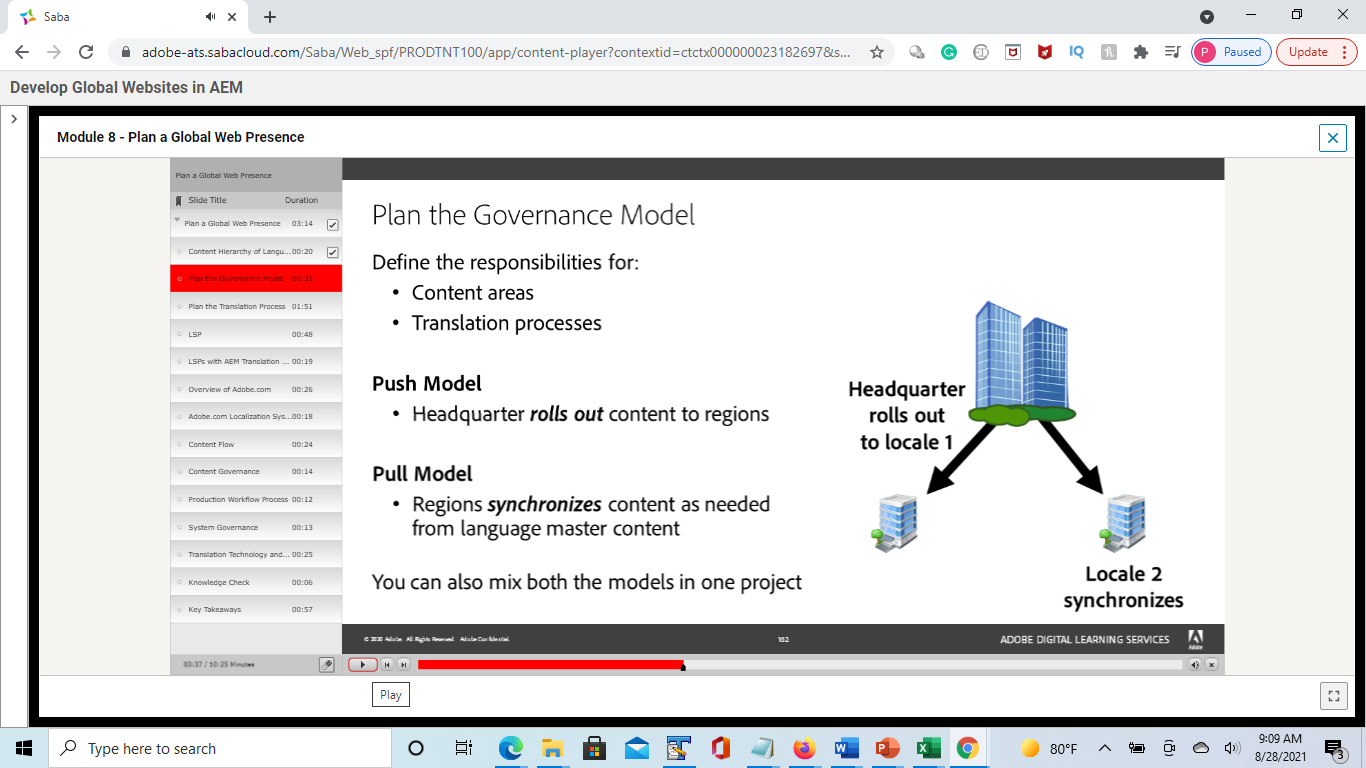 Saba
adobe-ats.sabacloud.com/Saba/Web_spf/PRODTNT100/app/content-player?contextid=ctctx000000023182697&s...
P Paused
Update
Develop Global Websites in AEM
Module 8 - Plan a Global Web Presence
Plan a Global Web Presence
Slide Title Duration
Plan a Global Web Presence 03:14
Content Hierarchy of Langu... 00:20
Plan the Governance Model 00:31
Plan the Translation Process 01:51
LSP 00:48
LSPs with AEM Translation ... 00:19
Overview of Adobe.com 00:26
Adobe.com Localization Sys... 00:18
Content Flow 00:24
Content Governance 00:14
Production Workflow Process 00:12
System Governance 00:13
Translation Technology and... 00:25
Knowledge Check 00:06
Key Takeaways 00:57
03:37 / 10:25 Minutes
Plan the Governance Model
Define the responsibilities for:
• Content areas
• Translation processes
Push Model
• Headquarter rolls out content to regions
Pull Model
• Regions synchronizes content as needed
from language master content
You can also mix both the models in one project
Headquarter
rolls out
to locale 1
Locale 2
synchronizes
© 2020 Adobe. All Rights Reserved. Adobe Confidential.
162
ADOBE DIGITAL LEARNING SERVICES
Adobe
Play
Type here to search
80°F
9:09 AM
8/28/2021
3